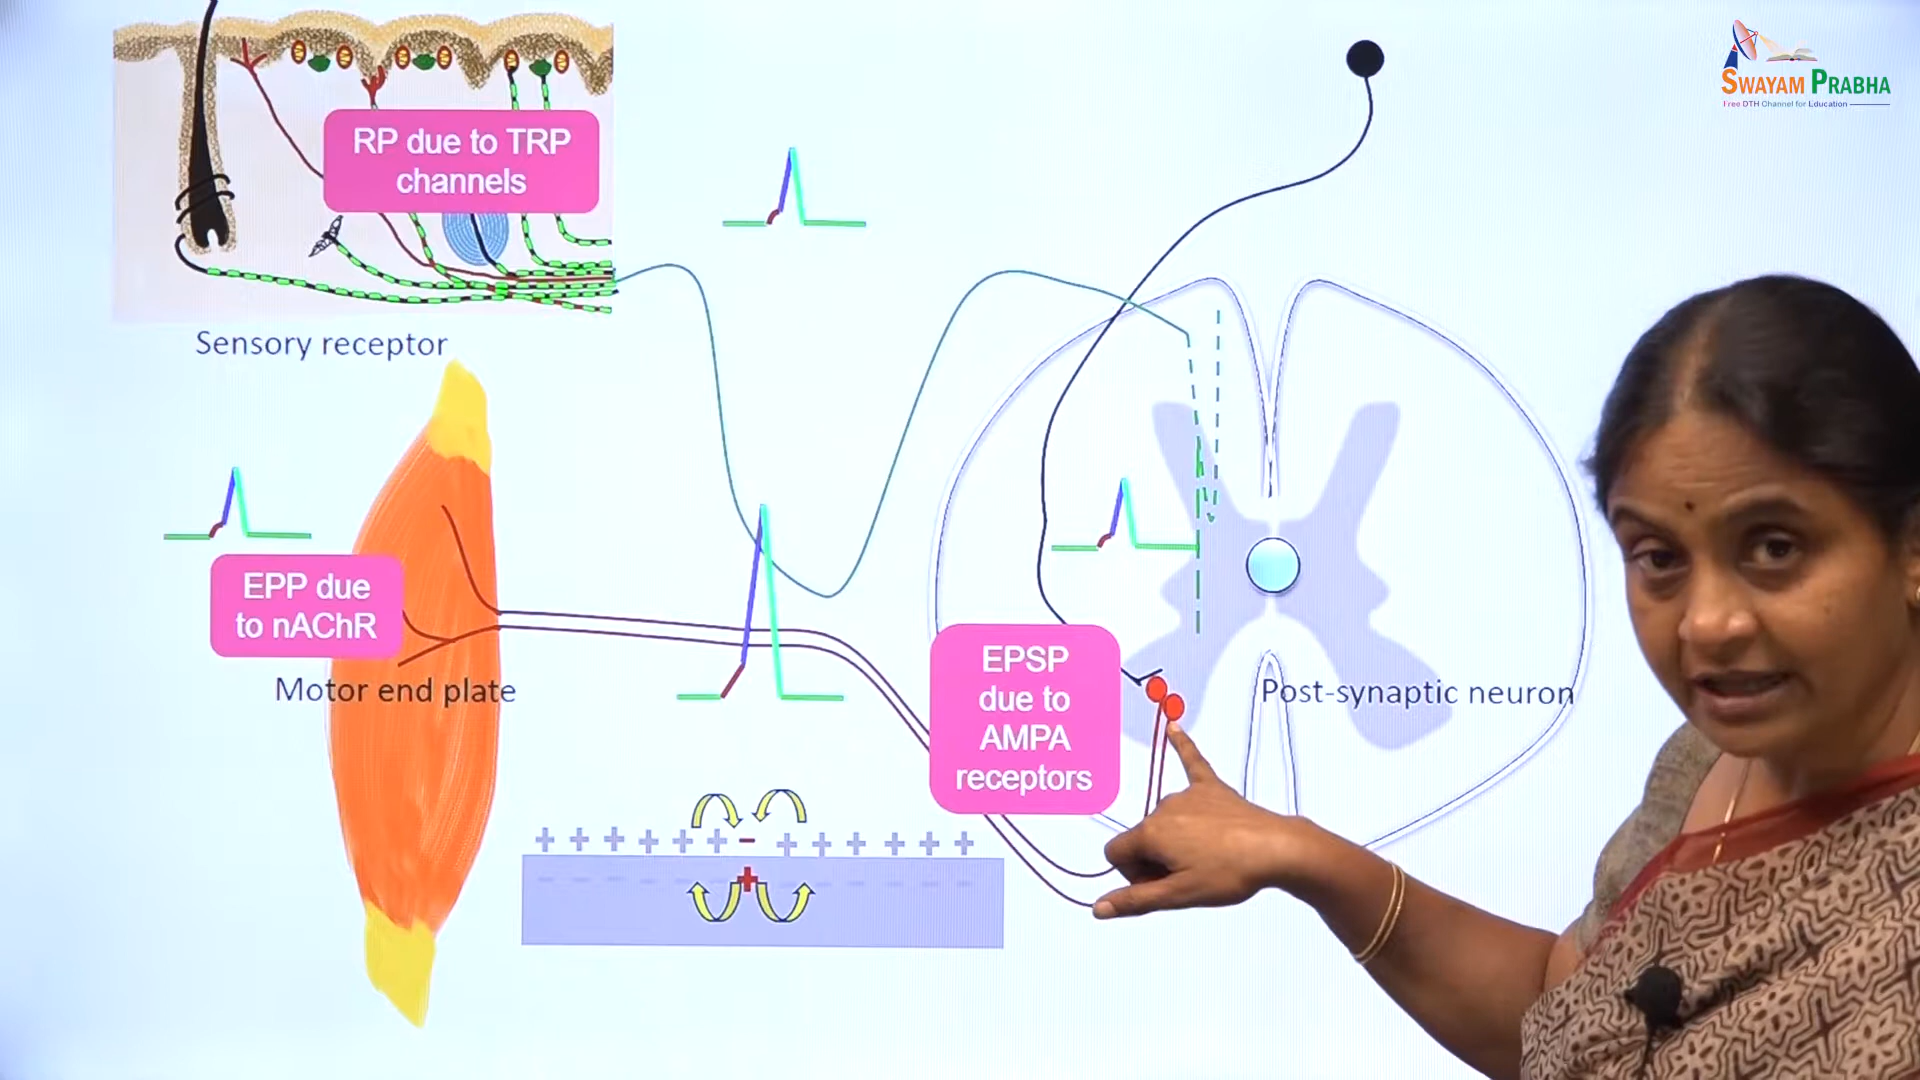 SWAYAM PRABHA
Free DTH Channel for Education
RP due to TRP
channels
Sensory receptor
EPP due
to nAChR
Motor end plate
EPSP
due to
AMPA
receptors
Post-synaptic neuron